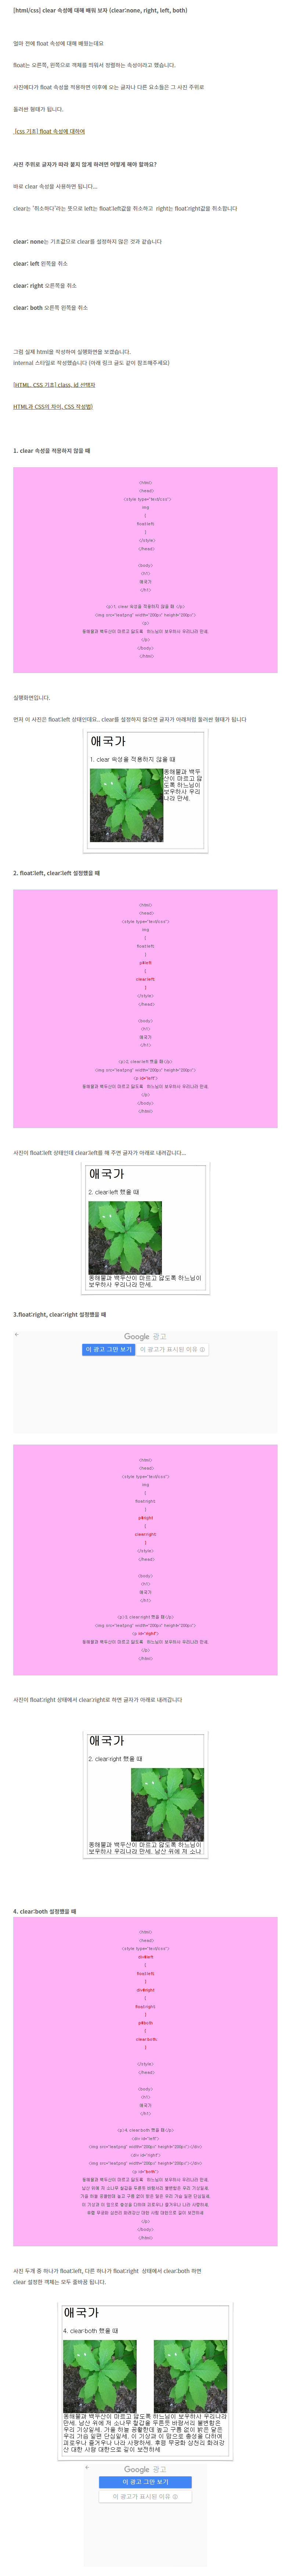 [html/css] clear 속성에 대해 배워 보자 (clear:none, right, left, both)
얼마 전에 float 속성에 대해 배웠는데요
float는 오른쪽, 왼쪽으로 객체를 띄워서 정렬하는 속성이라고 했습니다.
사진에다가 float 속성을 적용하면 이후에 오는 글자나 다른 요소들은 그 사진 주위로
둘러싼 형태가 됩니다.
[css 기초] float 속성에 대하여
사진 주위로 글자가 따라 붙지 않게 하려면 어떻게 해야 할까요?
바로 clear 속성을 사용하면 됩니다...
clear는 '취소하다'라는 뜻으로 left는 float:left값을 취소하고 right는 float:right값을 취소합니다
clear: none는 기초값으로 clear를 설정하지 않은 것과 같습니다
clear: left 왼쪽을 취소
clear: right 오른쪽을 취소
clear: both 오른쪽 왼쪽을 취소
그럼 실제 html을 작성하여 실행화면을 보겠습니다.
internal 스타일로 작성했습니다 (아래 링크 글도 같이 참조해주세요)
[HTML, CSS 기초] class, id 선택자
HTML과 CSS의 차이, CSS 작성법)
1. clear 속성을 적용하지 않을 때
<html>
<head>
<style type="text/css">
img
{
float:left;
}
</style>
</head>
<body>
<h1>
애국가
</h1>
<p>1. clear 속성을 적용하지 않을 때 </p>
<img src="leaf.png" width="200px" height="200px">
<p>
동해물과 백두산이 마르고 닳도록 하느님이 보우하사 우리나라 만세.
</p>
</body>
</html>
실행화면입니다.
먼저 이 사진은 float:left 상태인데요.. clear를 설정하지 않으면 글자가 아래처럼 둘러싼 형태가 됩니다
애국가
1. clear 속성을 적용하지 않을 때
동해물과 백두
산이 마르고 닳
도록 하느님이
보우하사 우리
나라 만세.
2. float:left, clear:left 설정했을 때
<html>
<head>
<style type="text/css">
img
{
float:left;
}
p#left
{
clear:left;
}
</style>
</head>
<body>
<h1>
애국가
</h1>
<p>2. clear:left 했을 때</p>
<img src="leaf.png" width="200px" height="200px">
<p id="left">
동해물과 백두산이 마르고 닳도록 하느님이 보우하사 우리나라 만세.
</p>
</body>
</html>
사진이 float:left 상태인데 clear:left를 해 주면 글자가 아래로 내려갑니다...
애국가
2. clear:left 했을 때
동해물과 백두산이 마르고 닳도록 하느님이
보우하사 우리나라 만세.
3.float:right, clear:right 설정했을 때
Google 광고
이 광고 그만 보기
이 광고가 표시된 이유
<html>
<head>
<style type="text/css">
img
{
float:right;
}
p#right
{
clear:right;
}
</style>
</head>
<body>
<h1>
애국가
</h1>
<p>3. clear:right 했을 때</p>
<img src="leaf.png" width="200px" height="200px">
<p id="right">
동해물과 백두산이 마르고 닳도록 하느님이 보우하사 우리나라 만세.
</p>
</body>
</html>
사진이 float:right 상태에서 clear:right로 하면 글자가 아래로 내려갑니다
애국가
2. clear:right 했을 때
동해물과 백두산이 마르고 닳도록 하느님이
보우하사 우리나라 만세. 남산 위에 저 소나
4. clear:both 설정했을 때
<html>
<head>
<style type="text/css">
div#left
{
float:left;
}
div#right
{
float:right;
}
p#both
{
clear:both;
}
</style>
</head>
<body>
<h1>
애국가
</h1>
<p>4. clear:both 했을 때</p>
<div id="left">
<img src="leaf.png" width="200px" height="200px"></div>
<div id="right">
<img src="leaf.png" width="200px" height="200px"></div>
<p id="both">
동해물과 백두산이 마르고 닳도록 하느님이 보우하사 우리나라 만세.
남산 위에 저 소나무 철갑을 두른듯 바람서리 불변함은 우리 기상일세.
가을 하늘 공활한데 높고 구름 없이 밝은 달은 우리 가슴 일편 단심일세.
이 기상과 이 맘으로 충성을 다하여 괴로우나 즐거우나 나라 사랑하세.
후렴 무궁화 삼천리 화려강산 대한 사람 대한으로 길이 보전하세
</p>
</body>
</html>
사진 두개 중 하나가 float:left, 다른 하나가 float:right 상태에서 clear:both 하면
clear 설정한 객체는 모두 줄바꿈 됩니다.
애국가
4. clear:both 했을 때
동해물과 백두산이 마르고 닳도록 하느님이 보우하사 우리나라
만세. 남산 위에 저 소나무 철갑을 두른듯 바람서리 불변함은
우리 기상일세. 가을 하늘 공활한데 높고 구름 없이 밝은 달은
우리 가슴 일편 단심일세. 이 기상과 이 맘으로 충성을 다하여
괴로우나 즐거우나 나라 사랑하세. 후렴 무궁화 삼천리 화려강
산 대한 사람 대한으로 길이 보전하세
Google 광고
이 광고 그만 보기
이 광고가 표시된 이유